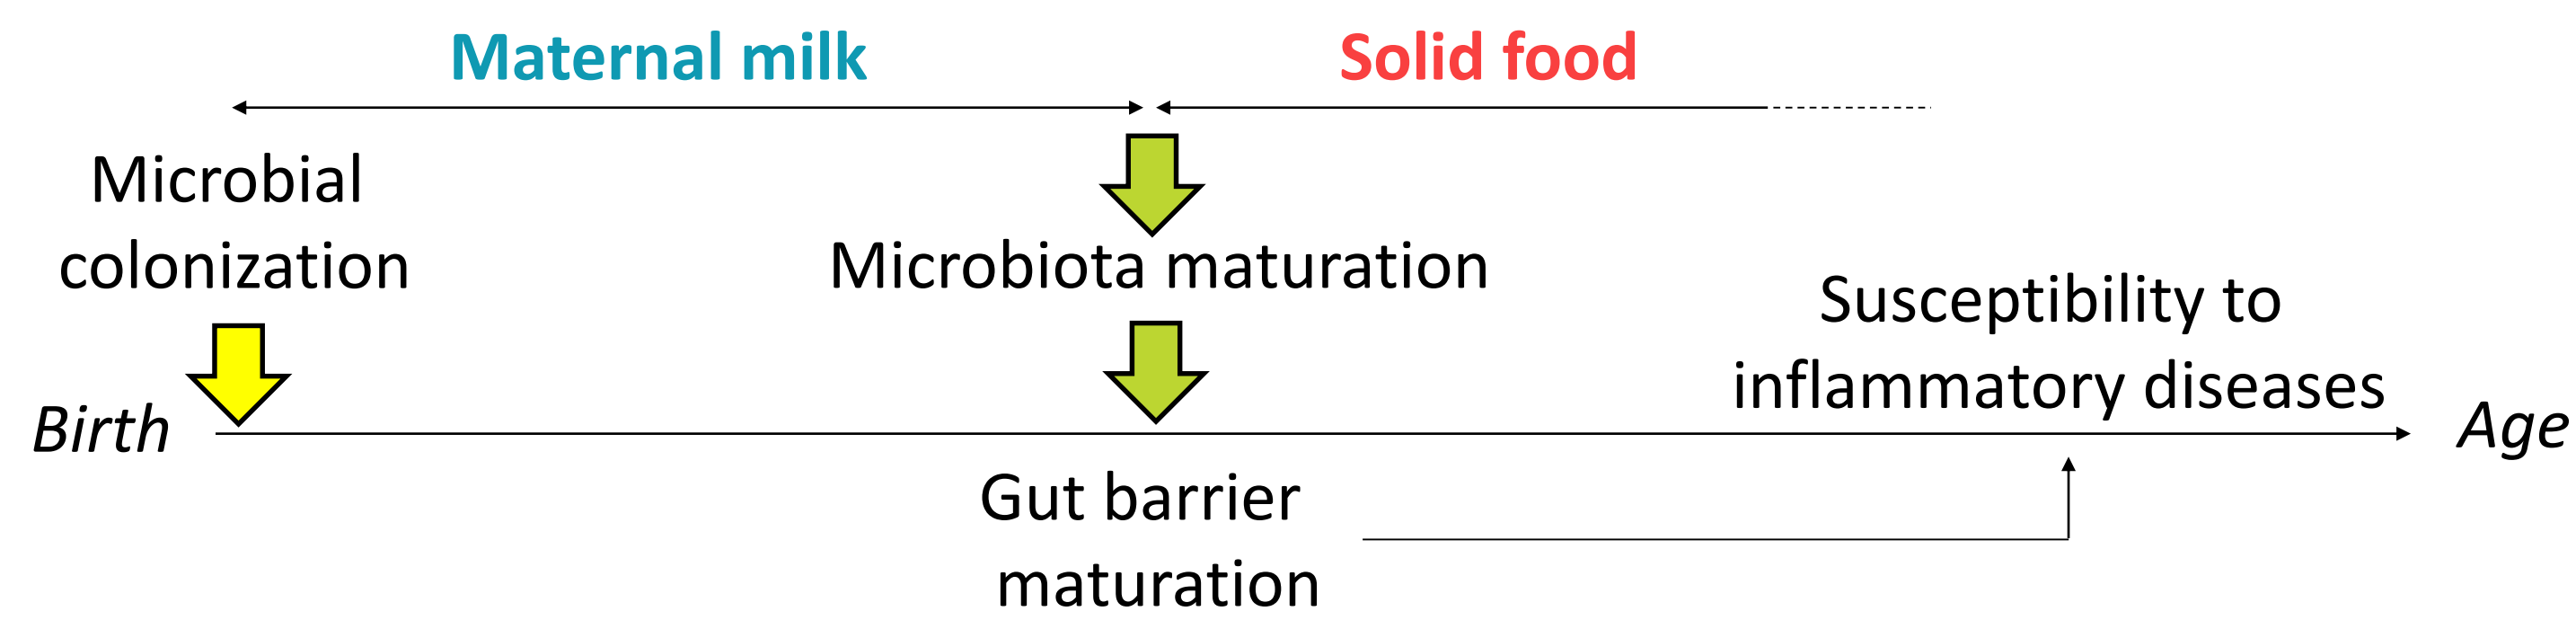 Maternal milk
Solid food
Microbial
colonization
Microbiota maturation
Susceptibility to
inflammatory diseases
Birth
Age
Gut barrier
maturation